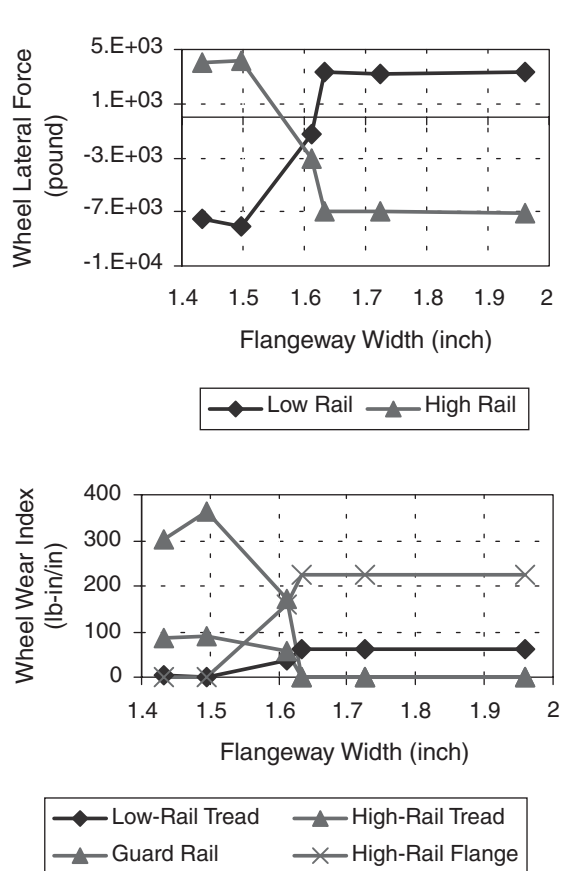 Wheel Lateral Force
(pound)
5.E+03
1.E+03
-3.E+03
-7.E+03
-1.E+04
1.4 1.5 1.6 1.7 1.8 1.9 2
Flangeway Width (inch)
Low Rail High Rail
Wheel Wear Index
(lb-in/in)
400
300
200
100
0
1.4 1.5 1.6 1.7 1.8 1.9 2
Flangeway Width (inch)
Low-Rail Tread High-Rail Tread
Guard Rail High-Rail Flange